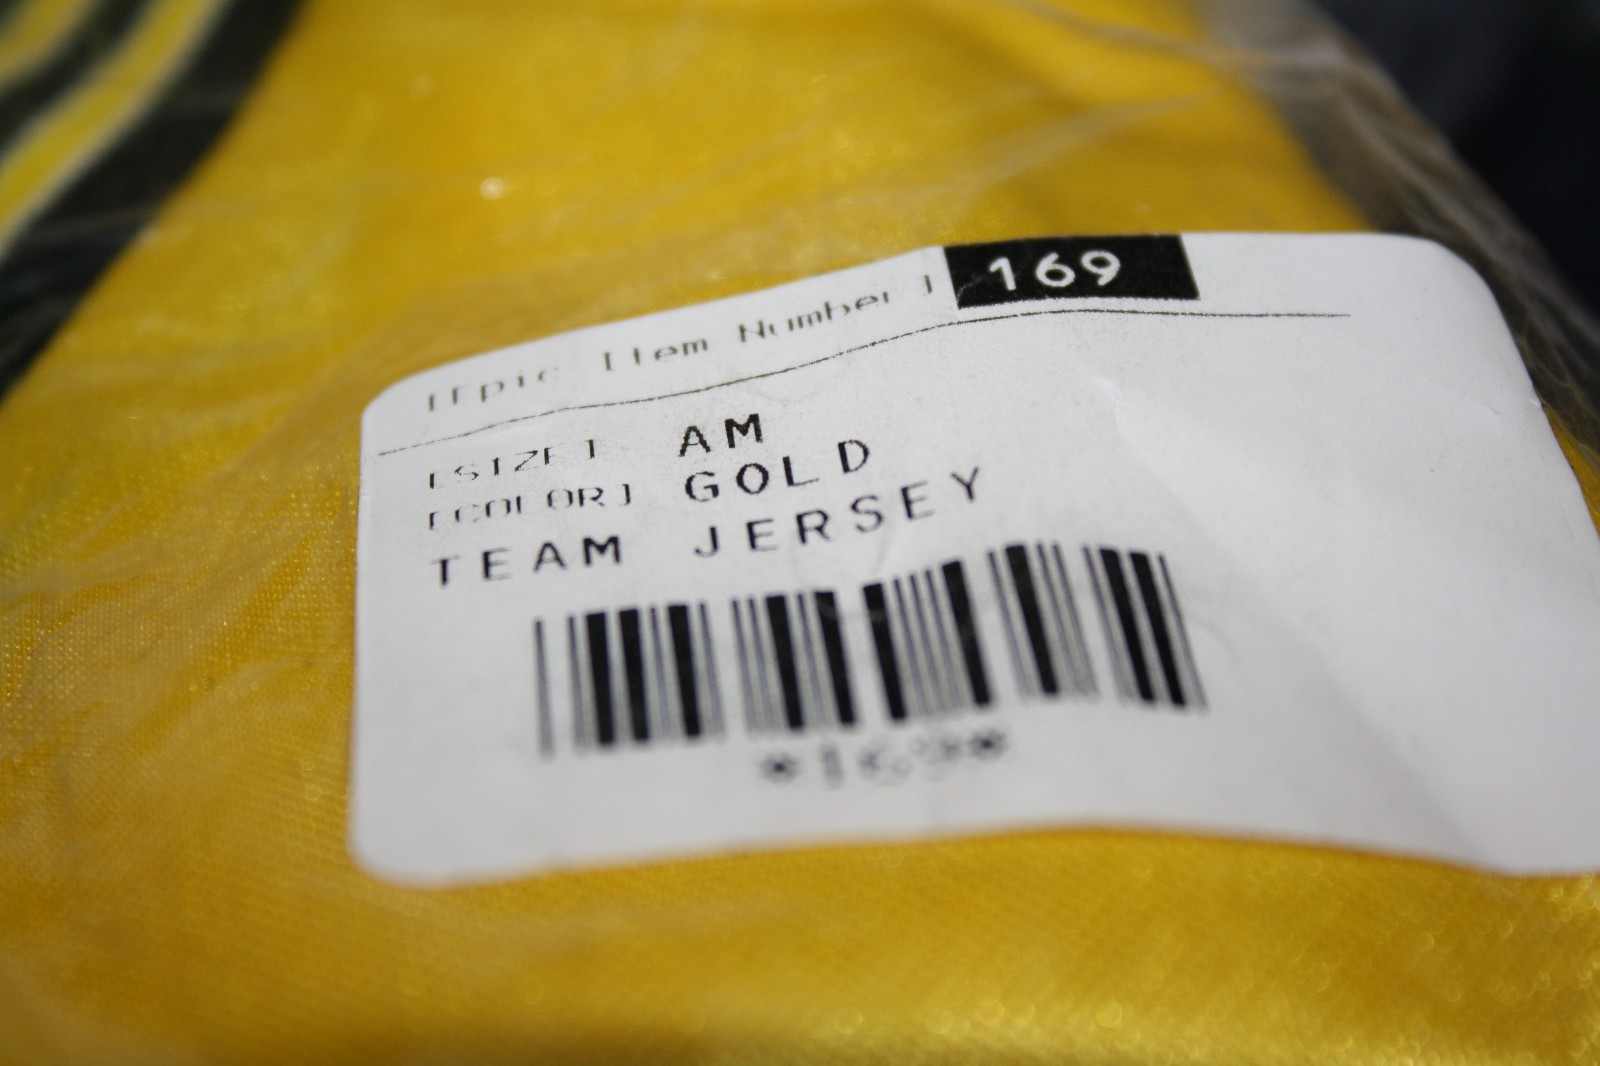 [Epic Item Number] 169
[SIZE] AM
[COLOR] GOLD
TEAM JERSEY
*169*